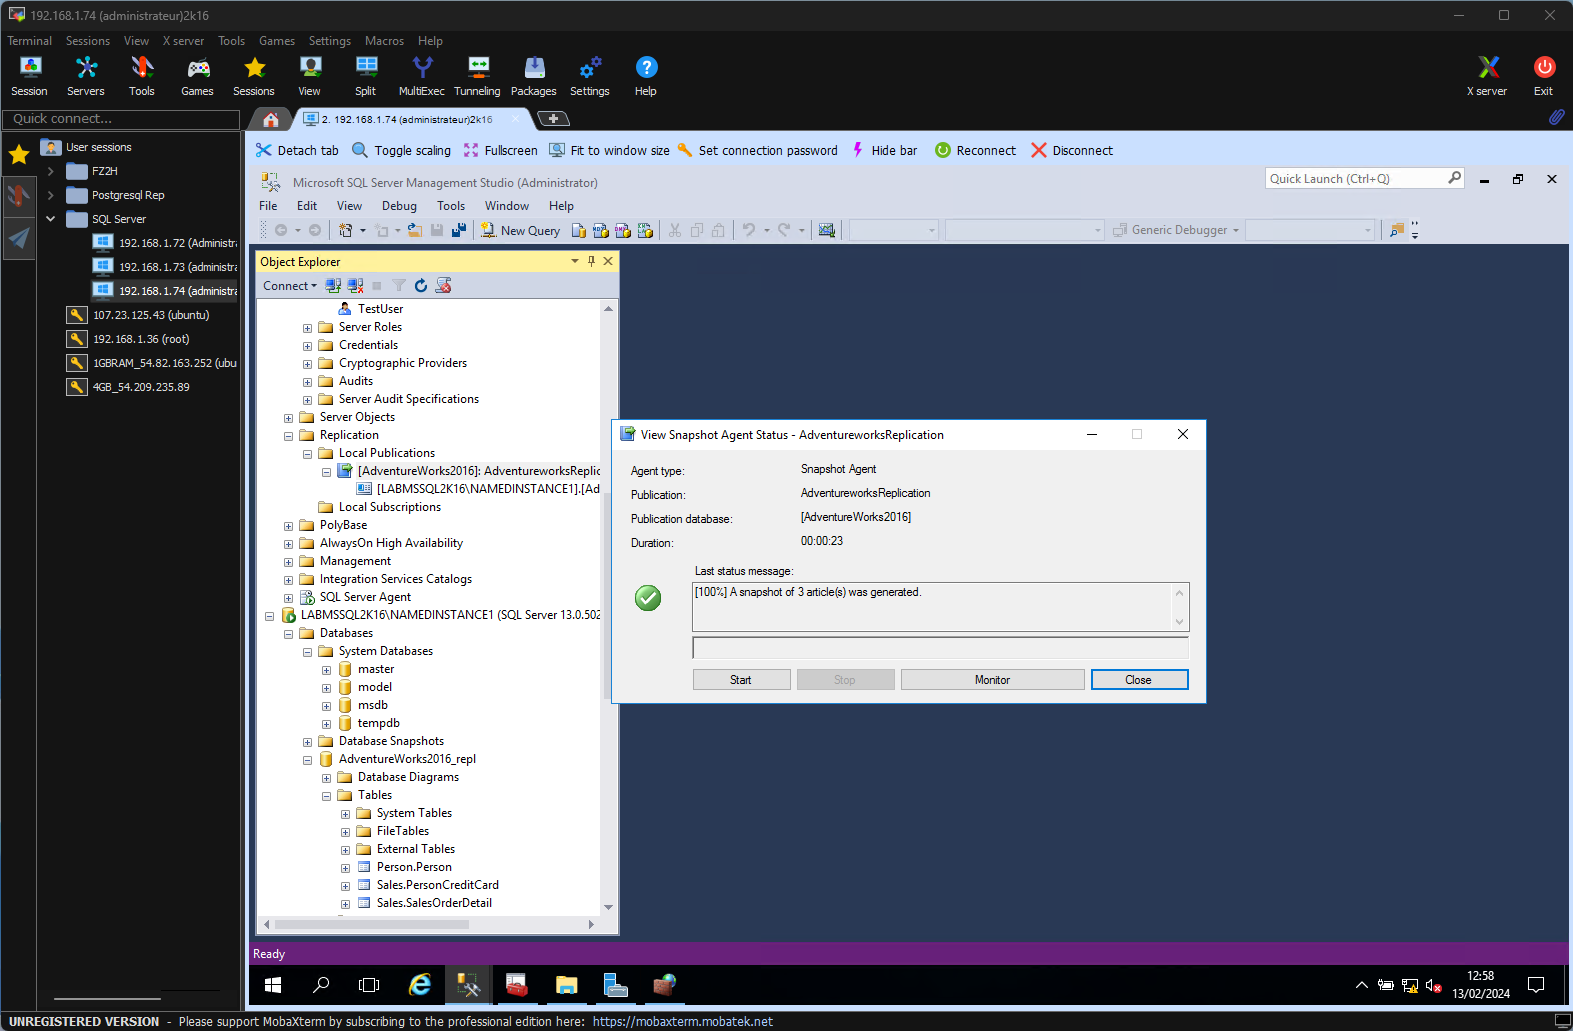 192.168.1.74 (administrateur)2k16
Terminal Sessions View X server Tools Games Settings Macros Help
Session Servers Tools Games Sessions View Split MultiExec Tunneling Packages Settings Help X server Exit
Quick connect...
2. 192.168.1.74 (administrateur)2k16
User sessions
FZ2H
Postgresql Rep
SQL Server
192.168.1.72 (Administra
192.168.1.73 (administra
192.168.1.74 (administra
107.23.125.43 (ubuntu)
192.168.1.36 (root)
1GBRAM_54.82.163.252 (ubu
4GB_54.209.235.89
Detach tab Toggle scaling Fullscreen Fit to window size Set connection password Hide bar Reconnect Disconnect
Microsoft SQL Server Management Studio (Administrator)
Quick Launch (Ctrl+Q)
File Edit View Debug Tools Window Help
New Query
Generic Debugger
Object Explorer
Connect
TestUser
Server Roles
Credentials
Cryptographic Providers
Audits
Server Audit Specifications
Server Objects
Replication
Local Publications
[AdventureWorks2016]: AdventureworksReplic
[LABMSSQL2K16\NAMEDINSTANCE1].[Ad
Local Subscriptions
PolyBase
AlwaysOn High Availability
Management
Integration Services Catalogs
SQL Server Agent
LABMSSQL2K16\NAMEDINSTANCE1 (SQL Server 13.0.502
Databases
System Databases
master
model
msdb
tempdb
Database Snapshots
AdventureWorks2016_repl
Database Diagrams
Tables
System Tables
FileTables
External Tables
Person.Person
Sales.PersonCreditCard
Sales.SalesOrderDetail
View Snapshot Agent Status - AdventureworksReplication
Agent type: Snapshot Agent
Publication: AdventureworksReplication
Publication database: [AdventureWorks2016]
Duration: 00:00:23
Last status message:
[100%] A snapshot of 3 article(s) was generated.
Start Stop Monitor Close
Ready
12:58
13/02/2024
UNREGISTERED VERSION - Please support MobaXterm by subscribing to the professional edition here: https://mobaxterm.mobatek.net